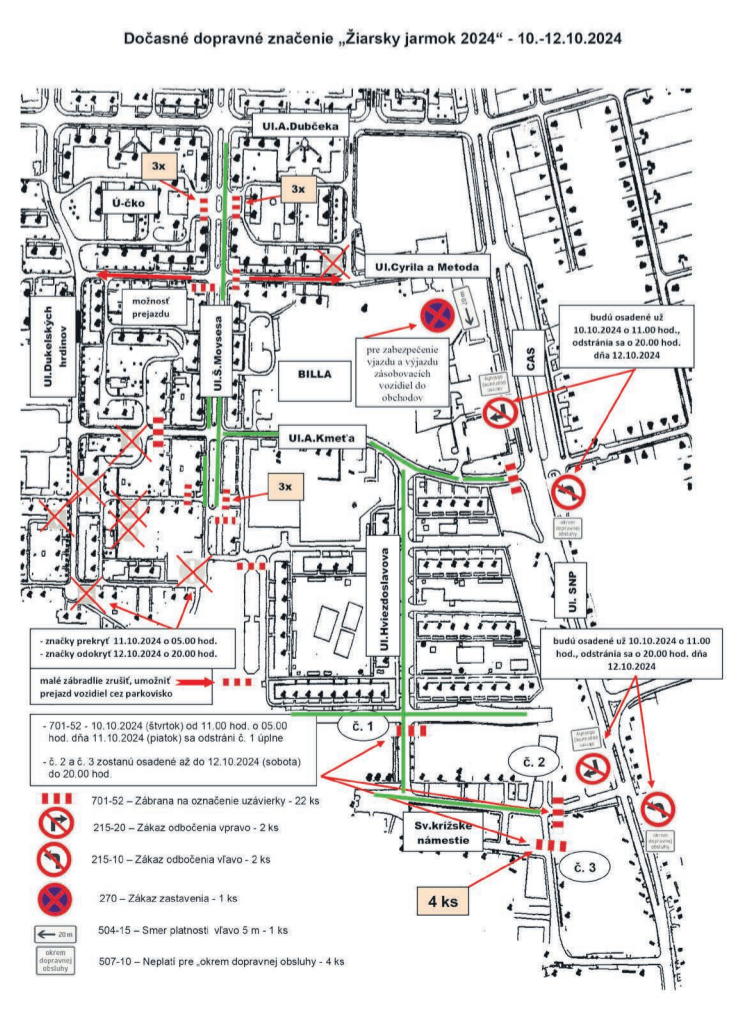 Dočasné dopravné značenie „Žiarsky jarmok 2024“ - 10.-12.10.2024
Ul.A.Dubčeka
3x
3x
Ú-čko
Ul.Cyrila a Metoda
možnosť
prejazdu
20 m
budú osadené už
10.10.2024 o 11.00 hod.,
odstránia sa o 20.00 hod.
dňa 12.10.2024
Ul.Dukelských
hrdinov
Ul.Š.Movsesa
BILLA
CAS
pre zabezpečenie
vjazdu a výjazdu
zásobovacích
vozidiel do
obchodov
Ul.A.Kmeťa
3x
okrem
dopravnej
obsluhy
Ul.Hviezdoslavova
Ul. SNP
- značky prekryť 11.10.2024 o 05.00 hod.
- značky odokryť 12.10.2024 o 20.00 hod.
budú osadené už 10.10.2024 o 11.00
hod., odstránia sa o 20.00 hod. dňa
12.10.2024
malé zábradlie zrušiť, umožniť
prejazd vozidiel cez parkovisko
- 701-52 - 10.10.2024 (štvrtok) od 11.00 hod. o 05.00
hod. dňa 11.10.2024 (piatok) sa odstráni č. 1 úplne
- č. 2 a č. 3 zostanú osadené až do 12.10.2024 (sobota)
do 20.00 hod.
č. 1
č. 2
701-52 – Zábrana na označenie uzávierky - 22 ks
215-20 – Zákaz odbočenia vpravo - 2 ks
215-10 – Zákaz odbočenia vľavo - 2 ks
Sv.krížske
námestie
okrem
dopravnej
obsluhy
č. 3
4 ks
270 – Zákaz zastavenia - 1 ks
20 m
504-15 – Smer platnosti vľavo 5 m - 1 ks
okrem
dopravnej
obsluhy
507-10 – Neplatí pre „okrem dopravnej obsluhy - 4 ks